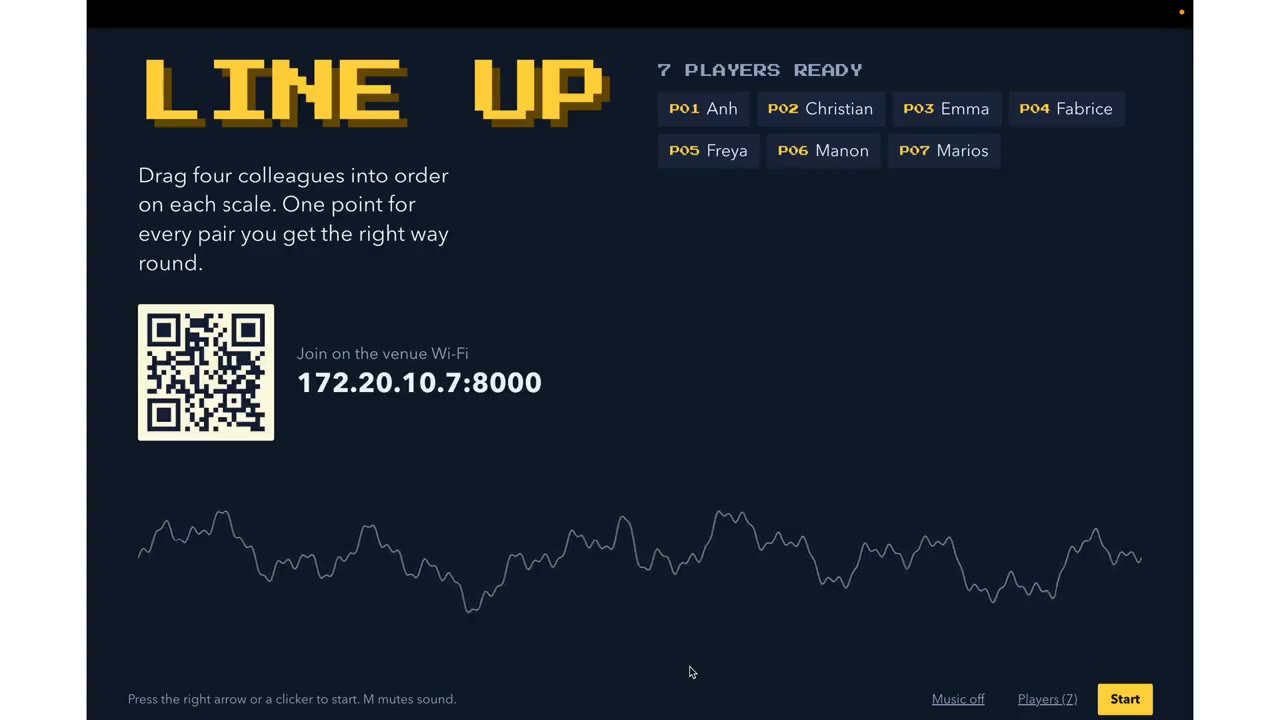 LINE UP
Drag four colleagues into order
on each scale. One point for
every pair you get the right way
round.
Join on the venue Wi-Fi
172.20.10.7:8000
7 PLAYERS READY
P01 Anh P02 Christian P03 Emma P04 Fabrice
P05 Freya P06 Manon P07 Marios
Press the right arrow or a clicker to start. M mutes sound.
Music off Players (7) Start